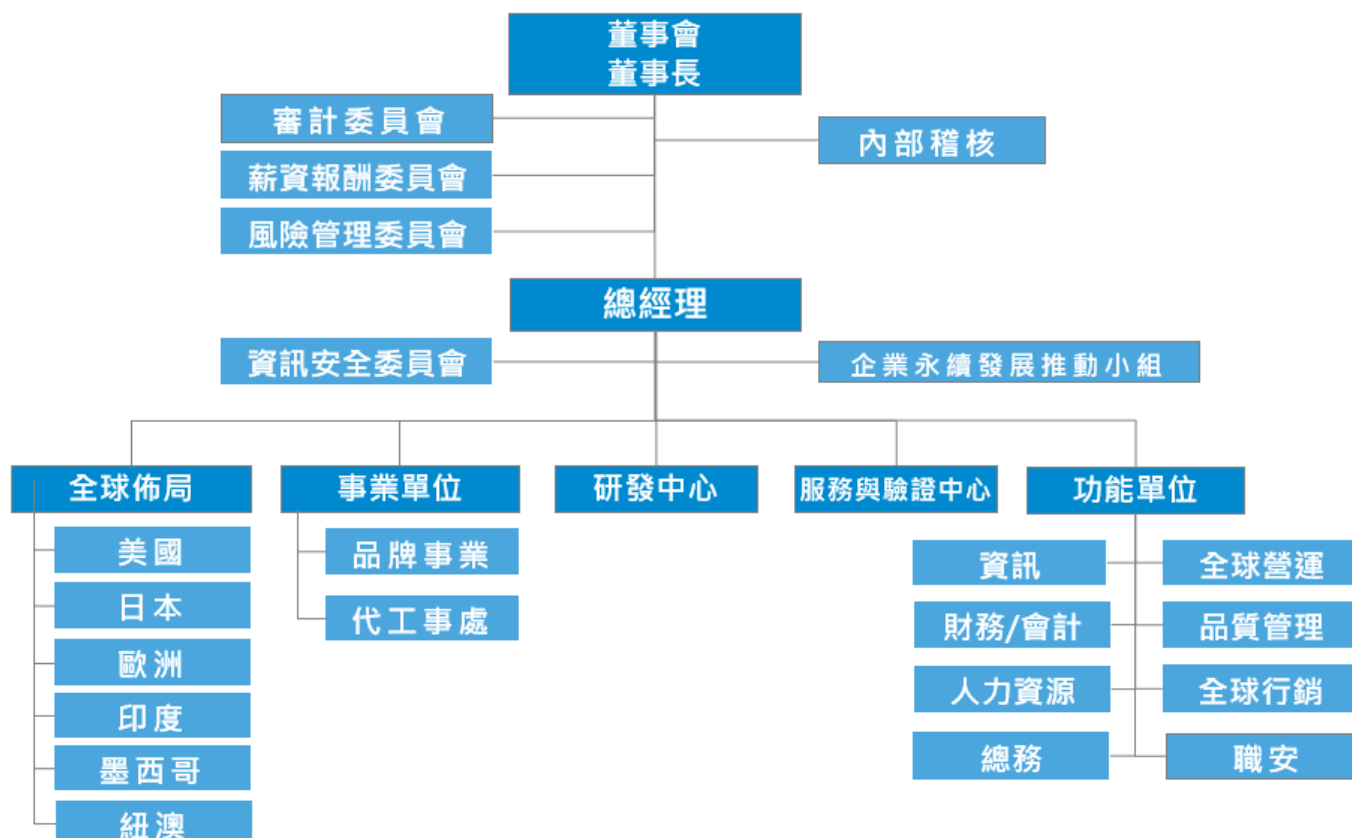 董事會
董事長
審計委員會
內部稽核
薪資報酬委員會
風險管理委員會
總經理
資訊安全委員會
企業永續發展推動小組
全球佈局
事業單位
研發中心
服務與驗證中心
功能單位
美國
日本
歐洲
印度
墨西哥
紐澳
品牌事業
代工事處
資訊
全球營運
財務/會計
品質管理
人力資源
全球行銷
總務
職安